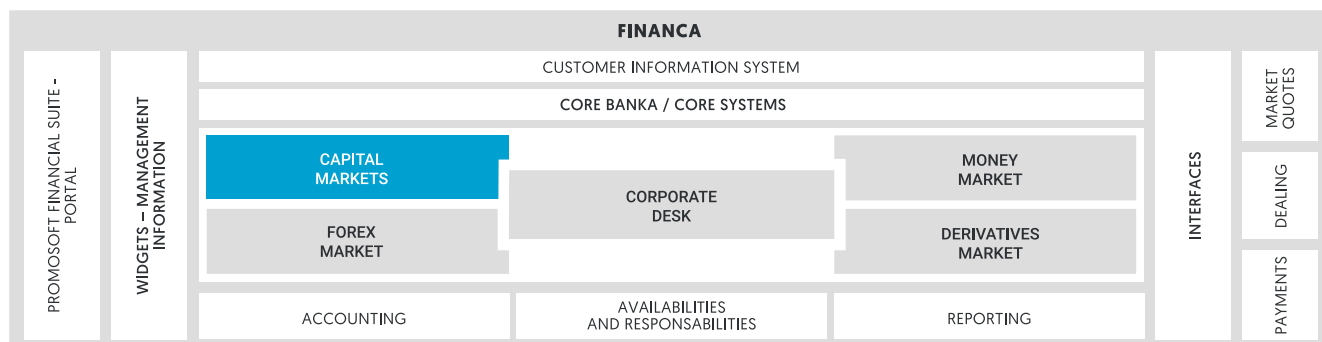 FINANCA
PROMOSOFT FINANCIAL SUITE -
PORTAL
WIDGETS – MANAGEMENT
INFORMATION
CUSTOMER INFORMATION SYSTEM
CORE BANKA / CORE SYSTEMS
CAPITAL
MARKETS
FOREX
MARKET
CORPORATE
DESK
MONEY
MARKET
DERIVATIVES
MARKET
ACCOUNTING
AVAILABILITIES
AND RESPONSABILITIES
REPORTING
INTERFACES
MARKET
QUOTES
DEALING
PAYMENTS